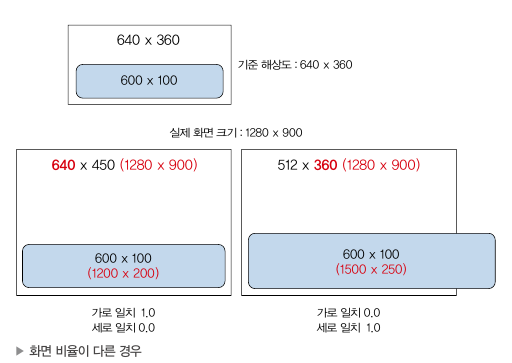 640 x 360
600 x 100
기준 해상도 : 640 x 360
실제 화면 크기 : 1280 x 900
640 x 450 (1280 x 900)
600 x 100
(1200 x 200)
가로 일치 1.0
세로 일치 0.0
512 x 360 (1280 x 900)
600 x 100
(1500 x 250)
가로 일치 0.0
세로 일치 1.0
▶ 화면 비율이 다른 경우